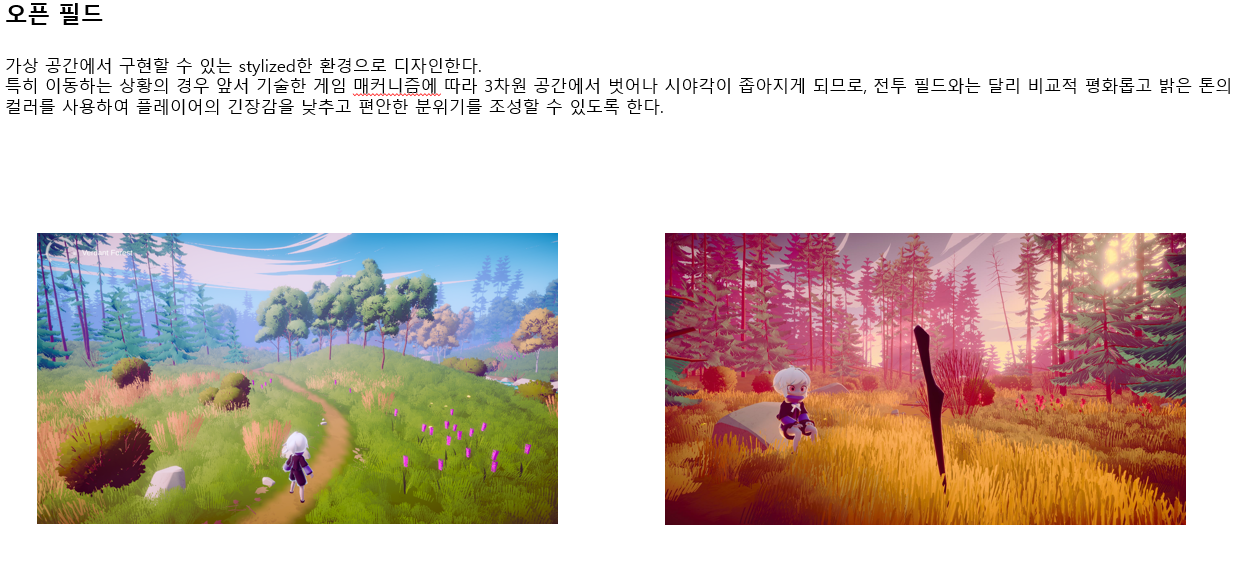 오픈 필드
가상 공간에서 구현할 수 있는 stylized한 환경으로 디자인한다.
특히 이동하는 상황의 경우 앞서 기술한 게임 매커니즘에 따라 3차원 공간에서 벗어나 시야각이 좁아지게 되므로, 전투 필드와는 달리 비교적 평화롭고 밝은 톤의
컬러를 사용하여 플레이어의 긴장감을 낮추고 편안한 분위기를 조성할 수 있도록 한다.
Verdant Forest